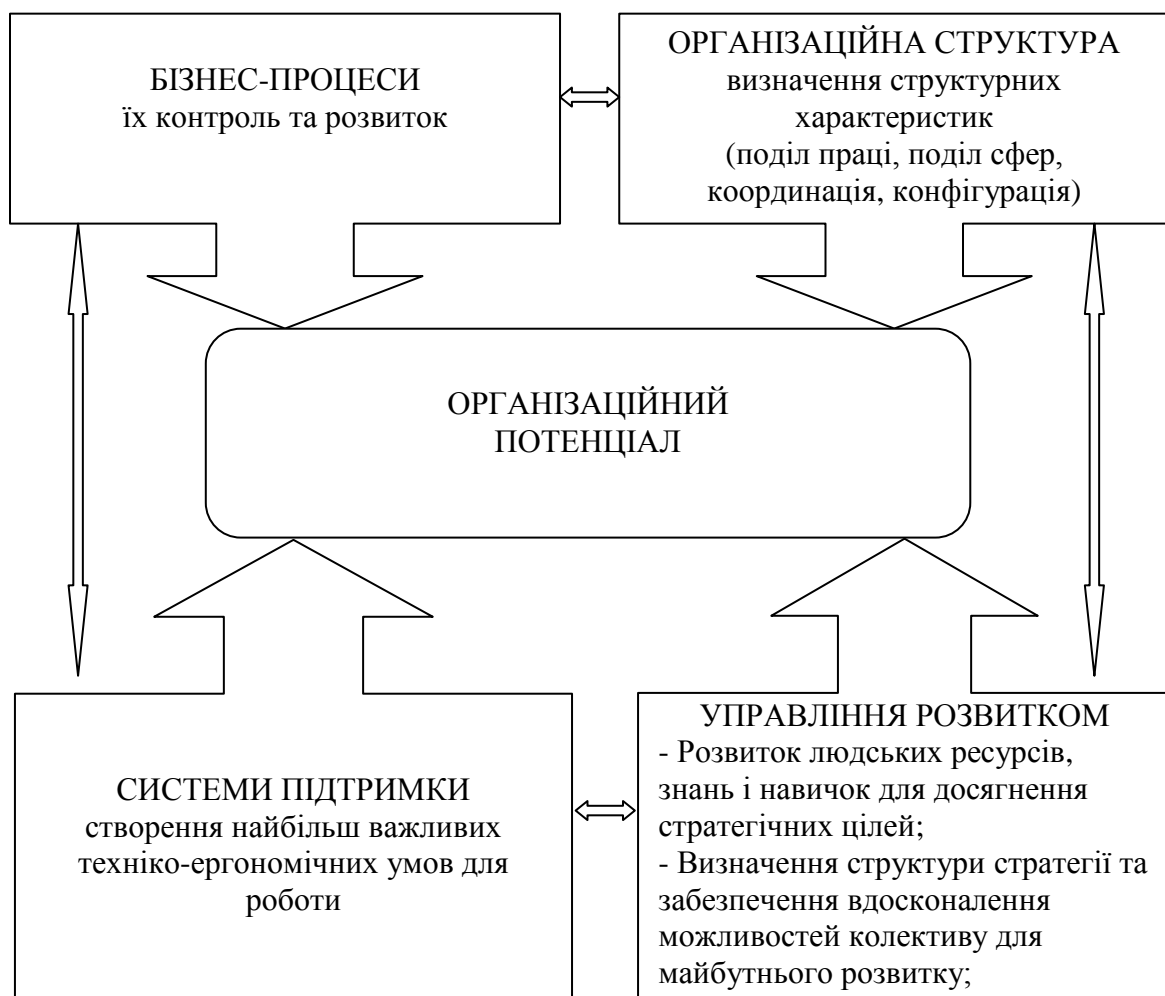 БІЗНЕС-ПРОЦЕСИ
їх контроль та розвиток
ОРГАНІЗАЦІЙНА СТРУКТУРА
визначення структурних
характеристик
(поділ праці, поділ сфер,
координація, конфігурація)
ОРГАНІЗАЦІЙНИЙ
ПОТЕНЦІАЛ
СИСТЕМИ ПІДТРИМКИ
створення найбільш важливих
техніко-ергономічних умов для
роботи
УПРАВЛІННЯ РОЗВИТКОМ
- Розвиток людських ресурсів,
знань і навичок для досягнення
стратегічних цілей;
- Визначення структури стратегії та
забезпечення вдосконалення
можливостей колективу для
майбутнього розвитку;